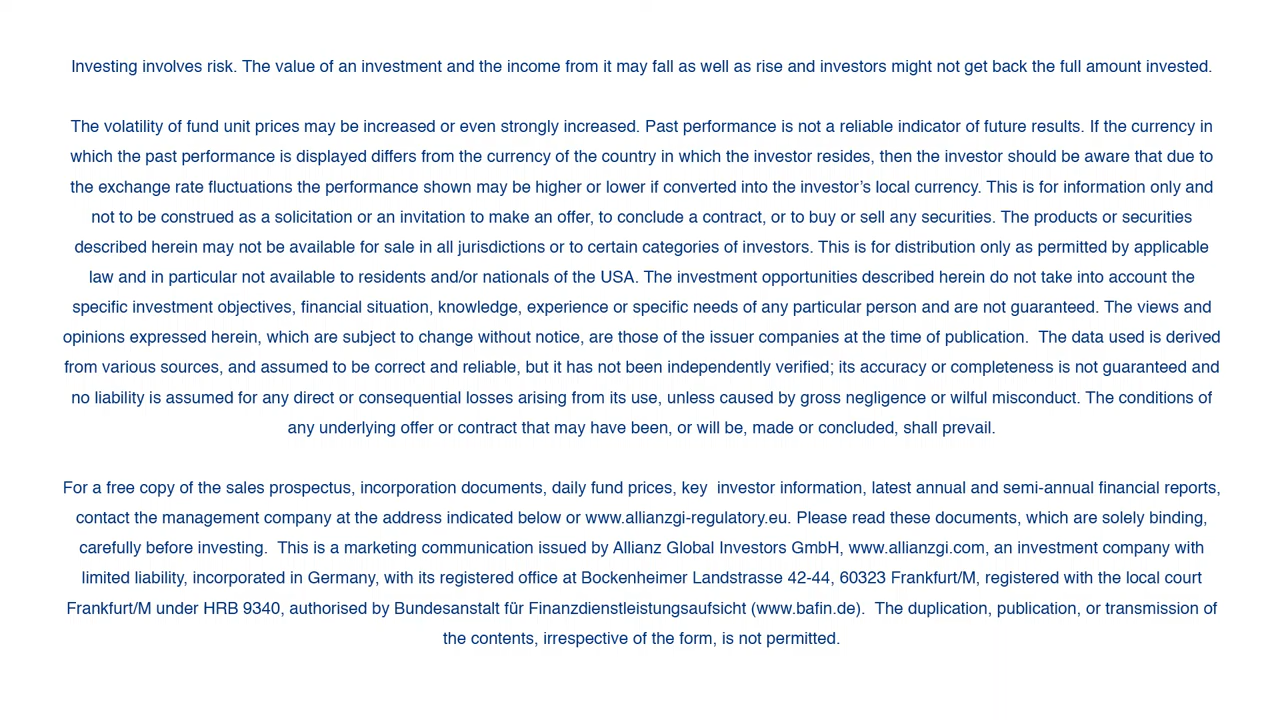 Investing involves risk. The value of an investment and the income from it may fall as well as rise and investors might not get back the full amount invested.
The volatility of fund unit prices may be increased or even strongly increased. Past performance is not a reliable indicator of future results. If the currency in
which the past performance is displayed differs from the currency of the country in which the investor resides, then the investor should be aware that due to
the exchange rate fluctuations the performance shown may be higher or lower if converted into the investor’s local currency. This is for information only and
not to be construed as a solicitation or an invitation to make an offer, to conclude a contract, or to buy or sell any securities. The products or securities
described herein may not be available for sale in all jurisdictions or to certain categories of investors. This is for distribution only as permitted by applicable
law and in particular not available to residents and/or nationals of the USA. The investment opportunities described herein do not take into account the
specific investment objectives, financial situation, knowledge, experience or specific needs of any particular person and are not guaranteed. The views and
opinions expressed herein, which are subject to change without notice, are those of the issuer companies at the time of publication.  The data used is derived
from various sources, and assumed to be correct and reliable, but it has not been independently verified; its accuracy or completeness is not guaranteed and
no liability is assumed for any direct or consequential losses arising from its use, unless caused by gross negligence or wilful misconduct. The conditions of
any underlying offer or contract that may have been, or will be, made or concluded, shall prevail.
For a free copy of the sales prospectus, incorporation documents, daily fund prices, key  investor information, latest annual and semi-annual financial reports,
contact the management company at the address indicated below or www.allianzgi-regulatory.eu. Please read these documents, which are solely binding,
carefully before investing.  This is a marketing communication issued by Allianz Global Investors GmbH, www.allianzgi.com, an investment company with
limited liability, incorporated in Germany, with its registered office at Bockenheimer Landstrasse 42-44, 60323 Frankfurt/M, registered with the local court
Frankfurt/M under HRB 9340, authorised by Bundesanstalt für Finanzdienstleistungsaufsicht (www.bafin.de).  The duplication, publication, or transmission of
the contents, irrespective of the form, is not permitted.